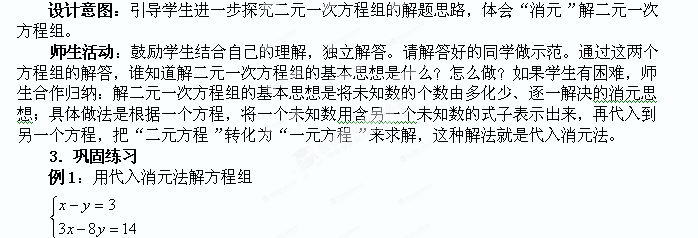 设计意图：引导学生进一步探究二元一次方程组的解题思路，体会“消元”解二元一次
方程组。
师生活动：鼓励学生结合自己的理解，独立解答。请解答好的同学做示范。通过这两个
方程组的解答，谁知道解二元一次方程组的基本思想是什么？怎么做？如果学生有困难，师
生合作归纳：解二元一次方程组的基本思想是将未知数的个数由多化少、逐一解决的消元思
想；具体做法是根据一个方程，将一个未知数用含另一个未知数的式子表示出来，再代入到
另一个方程，把“二元方程”转化为“一元方程”来求解，这种解法就是代入消元法。
3．巩固练习
例1：用代入消元法解方程组
x－y＝3
3x－8y＝14